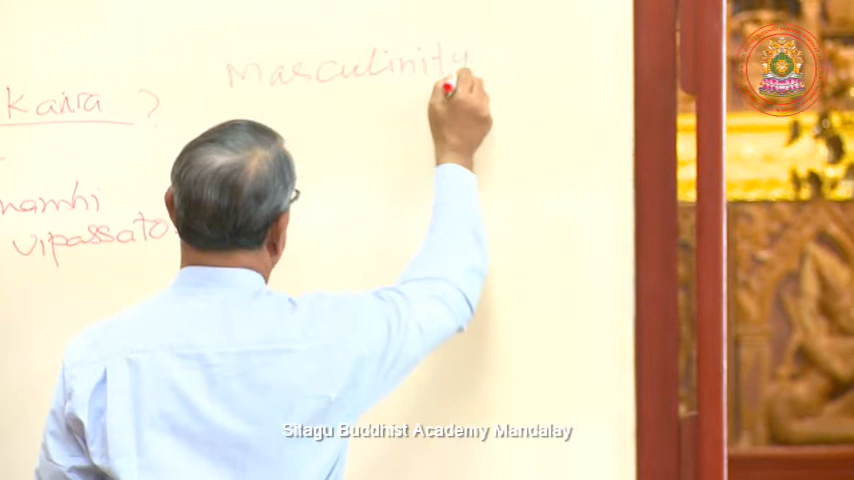 Masculinity
Kaira ?
namhi
vipassato
Sitagu Buddhist Academy Mandalay